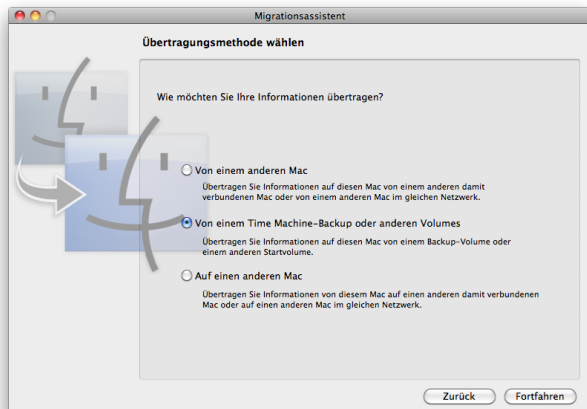 Migrationsassistent
Übertragungsmethode wählen
Wie möchten Sie Ihre Informationen übertragen?
Von einem anderen Mac
Übertragen Sie Informationen auf diesen Mac von einem anderen damit
verbundenen Mac oder von einem anderen Mac im gleichen Netzwerk.
Von einem Time Machine-Backup oder anderen Volumes
Übertragen Sie Informationen auf diesen Mac von einem Backup-Volume oder
einem anderen Startvolume.
Auf einen anderen Mac
Übertragen Sie Informationen von diesem Mac auf einen anderen damit verbundenen
Mac oder auf einen anderen Mac im gleichen Netzwerk.
Zurück Fortfahren